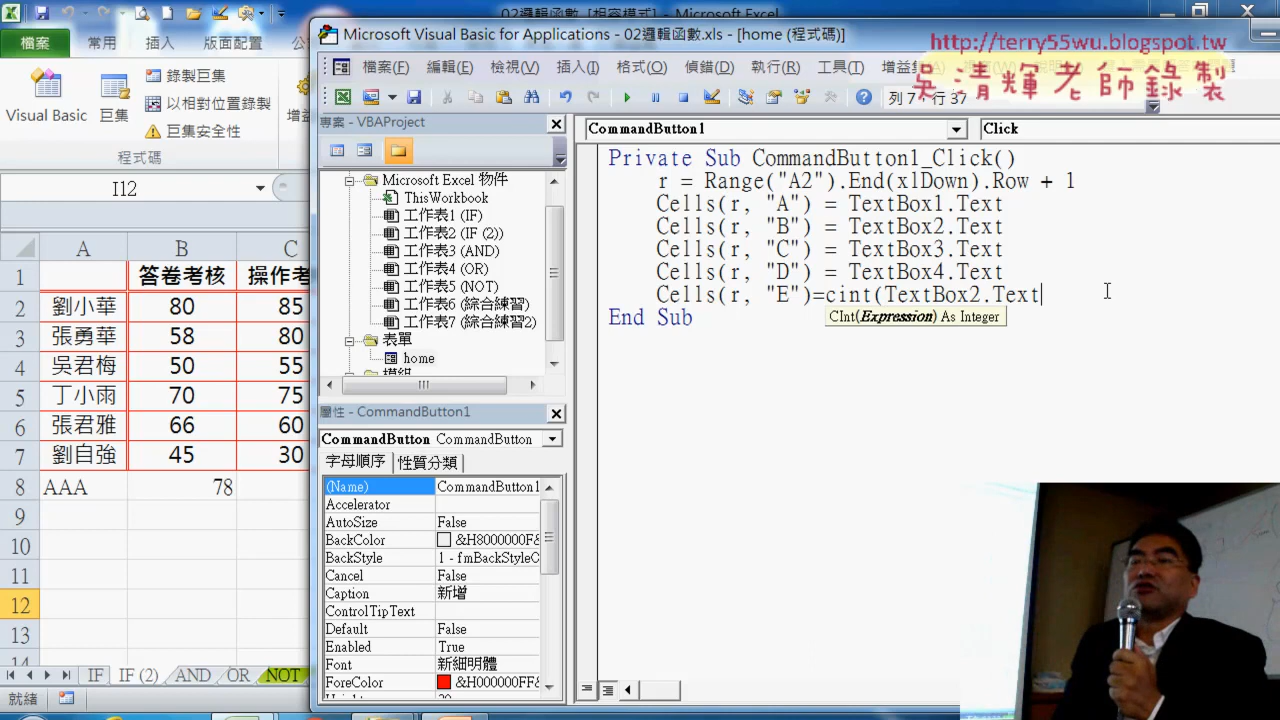 02邏輯函數 [相容模式] - Microsoft Excel
檔案
常用
插入
版面配置
Visual Basic
巨集
錄製巨集
以相對位置錄製
巨集安全性
程式碼
I12
A
B
C
1
答卷考核
操作考
2
劉小華
80
85
3
張勇華
58
80
4
吳君梅
50
55
5
丁小雨
70
75
6
張君雅
66
60
7
劉自強
45
30
8
AAA
78
9
10
11
12
13
14
IF
IF (2)
AND
OR
NOT
就緒
Microsoft Visual Basic for Applications - 02邏輯函數.xls - [home (程式碼)]
http://terry55wu.blogspot.tw
吳清輝老師錄製
檔案(F)
編輯(E)
檢視(V)
插入(I)
格式(O)
偵錯(D)
執行(R)
工具(T)
列 7, 行 37
專案 - VBAProject
Microsoft Excel 物件
ThisWorkbook
工作表1 (IF)
工作表2 (IF (2))
工作表3 (AND)
工作表4 (OR)
工作表5 (NOT)
工作表6 (綜合練習)
工作表7 (綜合練習2)
表單
home
模組
屬性 - CommandButton1
CommandButton CommandButton
字母順序
性質分類
(Name) CommandButton1
Accelerator
AutoSize False
BackColor &H8000000F&
BackStyle 1 - fmBackStyleO
Cancel False
Caption 新增
ControlTipText
Default False
Enabled True
Font 新細明體
ForeColor &H000000FF&
CommandButton1
Click
Private Sub CommandButton1_Click()
r = Range("A2").End(xlDown).Row + 1
Cells(r, "A") = TextBox1.Text
Cells(r, "B") = TextBox2.Text
Cells(r, "C") = TextBox3.Text
Cells(r, "D") = TextBox4.Text
Cells(r, "E")=cint(TextBox2.Text
CInt(Expression) As Integer
End Sub